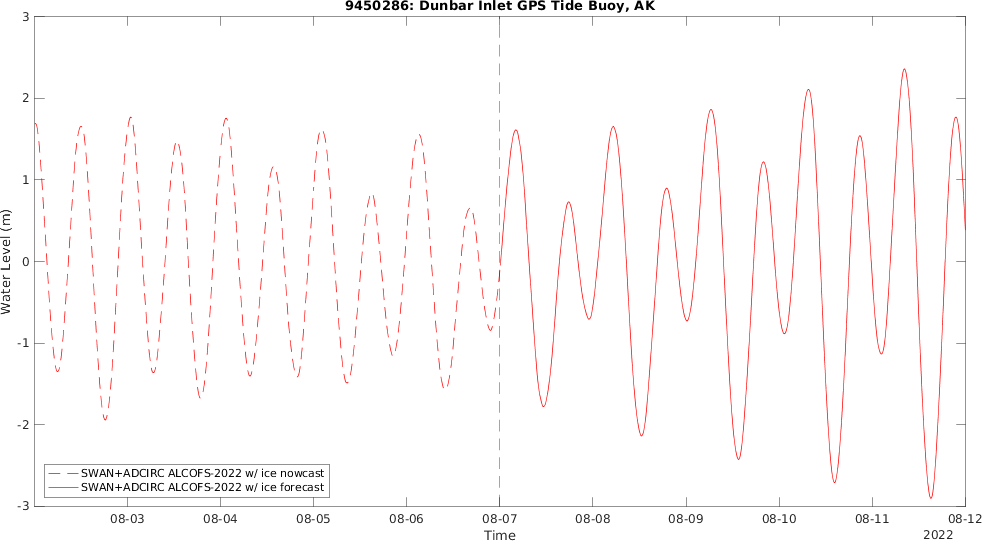 9450286: Dunbar Inlet GPS Tide Buoy, AK
3
2
1
0
-1
-2
-3
Water Level (m)
SWAN+ADCIRC ALCOFS-2022 w/ ice nowcast
SWAN+ADCIRC ALCOFS-2022 w/ ice forecast
08-03 08-04 08-05 08-06 08-07 08-08 08-09 08-10 08-11 08-12
Time
2022